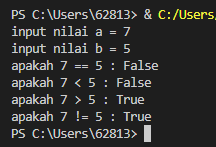 PS C:\Users\62813> & C:/Users/
input nilai a = 7
input nilai b = 5
apakah 7 == 5 : False
apakah 7 < 5 : False
apakah 7 > 5 : True
apakah 7 != 5 : True
PS C:\Users\62813>